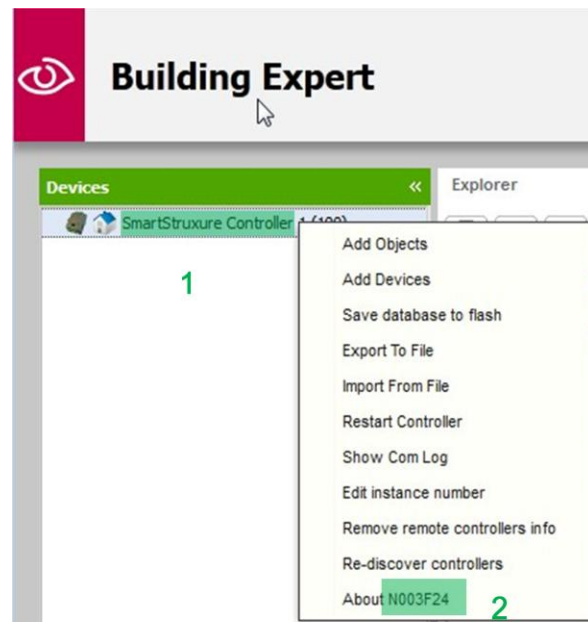 Building Expert
Devices «
Explorer
SmartStruxure Controller 1 (199)
1
Add Objects
Add Devices
Save database to flash
Export To File
Import From File
Restart Controller
Show Com Log
Edit instance number
Remove remote controllers info
Re-discover controllers
About N003F24
2